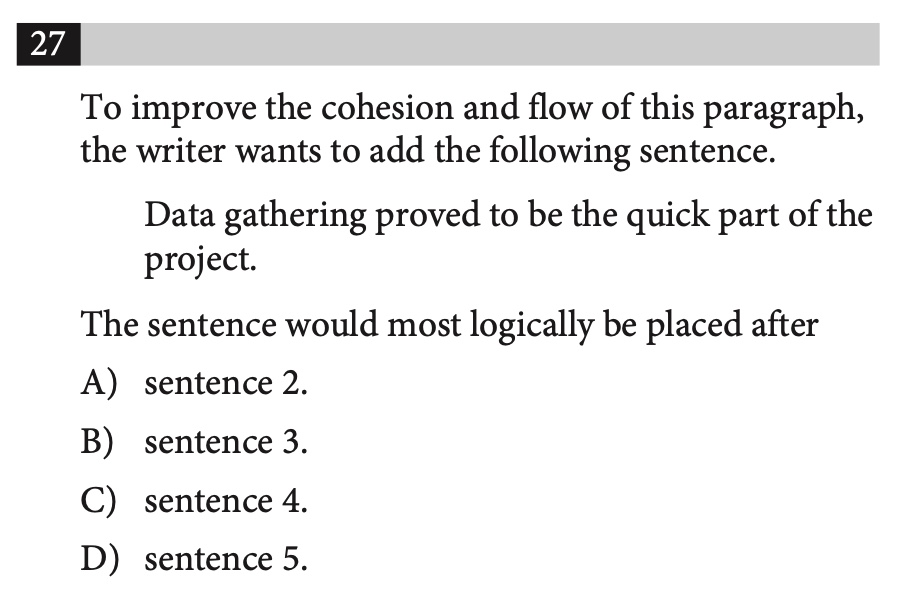 27
To improve the cohesion and flow of this paragraph,
the writer wants to add the following sentence.
Data gathering proved to be the quick part of the
project.
The sentence would most logically be placed after
A) sentence 2.
B) sentence 3.
C) sentence 4.
D) sentence 5.